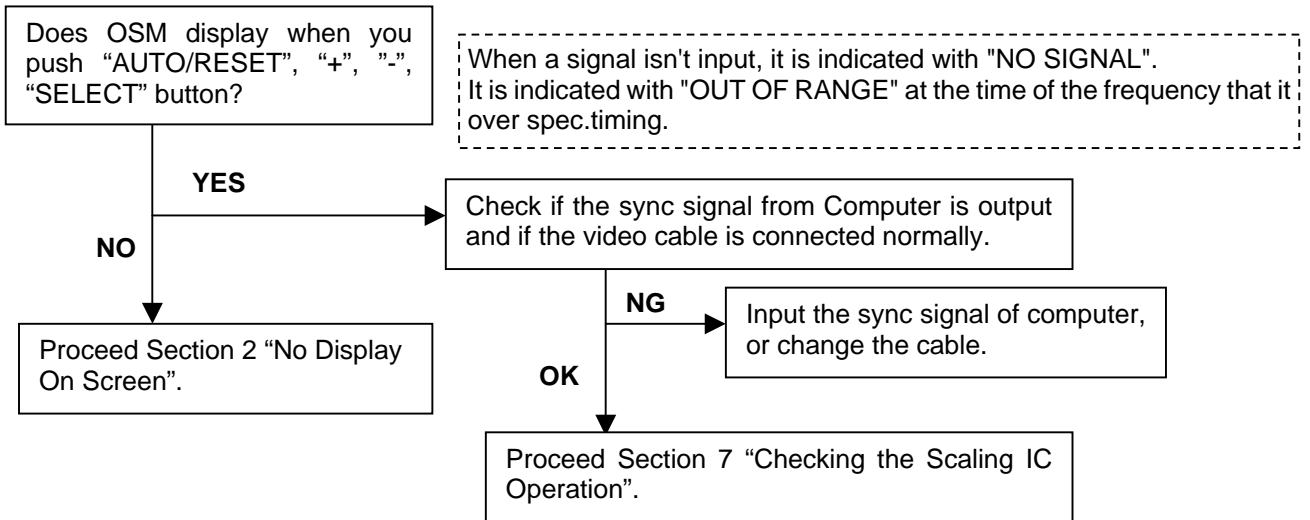 Does OSM display when you
push “AUTO/RESET”, “+”, ”-”,
“SELECT” button?
When a signal isn't input, it is indicated with "NO SIGNAL".
It is indicated with "OUT OF RANGE" at the time of the frequency that it
over spec.timing.
YES
Check if the sync signal from Computer is output
and if the video cable is connected normally.
NO
NG
Input the sync signal of computer,
or change the cable.
Proceed Section 2 “No Display
On Screen”.
OK
Proceed Section 7 “Checking the Scaling IC
Operation”.